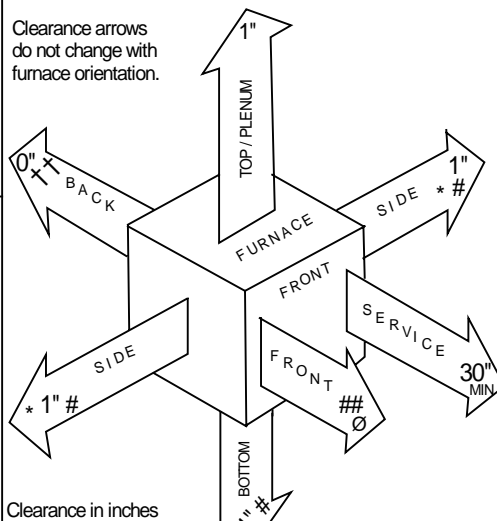 Clearance arrows
do not change with
furnace orientation.
1"
TOP / PLENUM
0" ††
BACK
1"
* #
SIDE
FURNACE
FRONT
SERVICE
30"
MIN
SIDE
* 1" #
FRONT
##
Ø
BOTTOM
" #
Clearance in inches